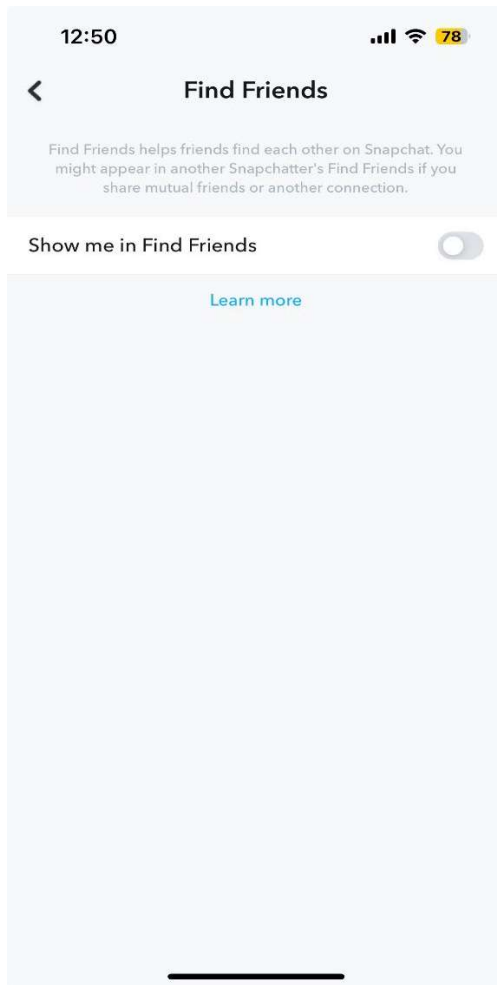 12:50
78
Find Friends
Find Friends helps friends find each other on Snapchat. You
might appear in another Snapchatter's Find Friends if you
share mutual friends or another connection.
Show me in Find Friends
Learn more